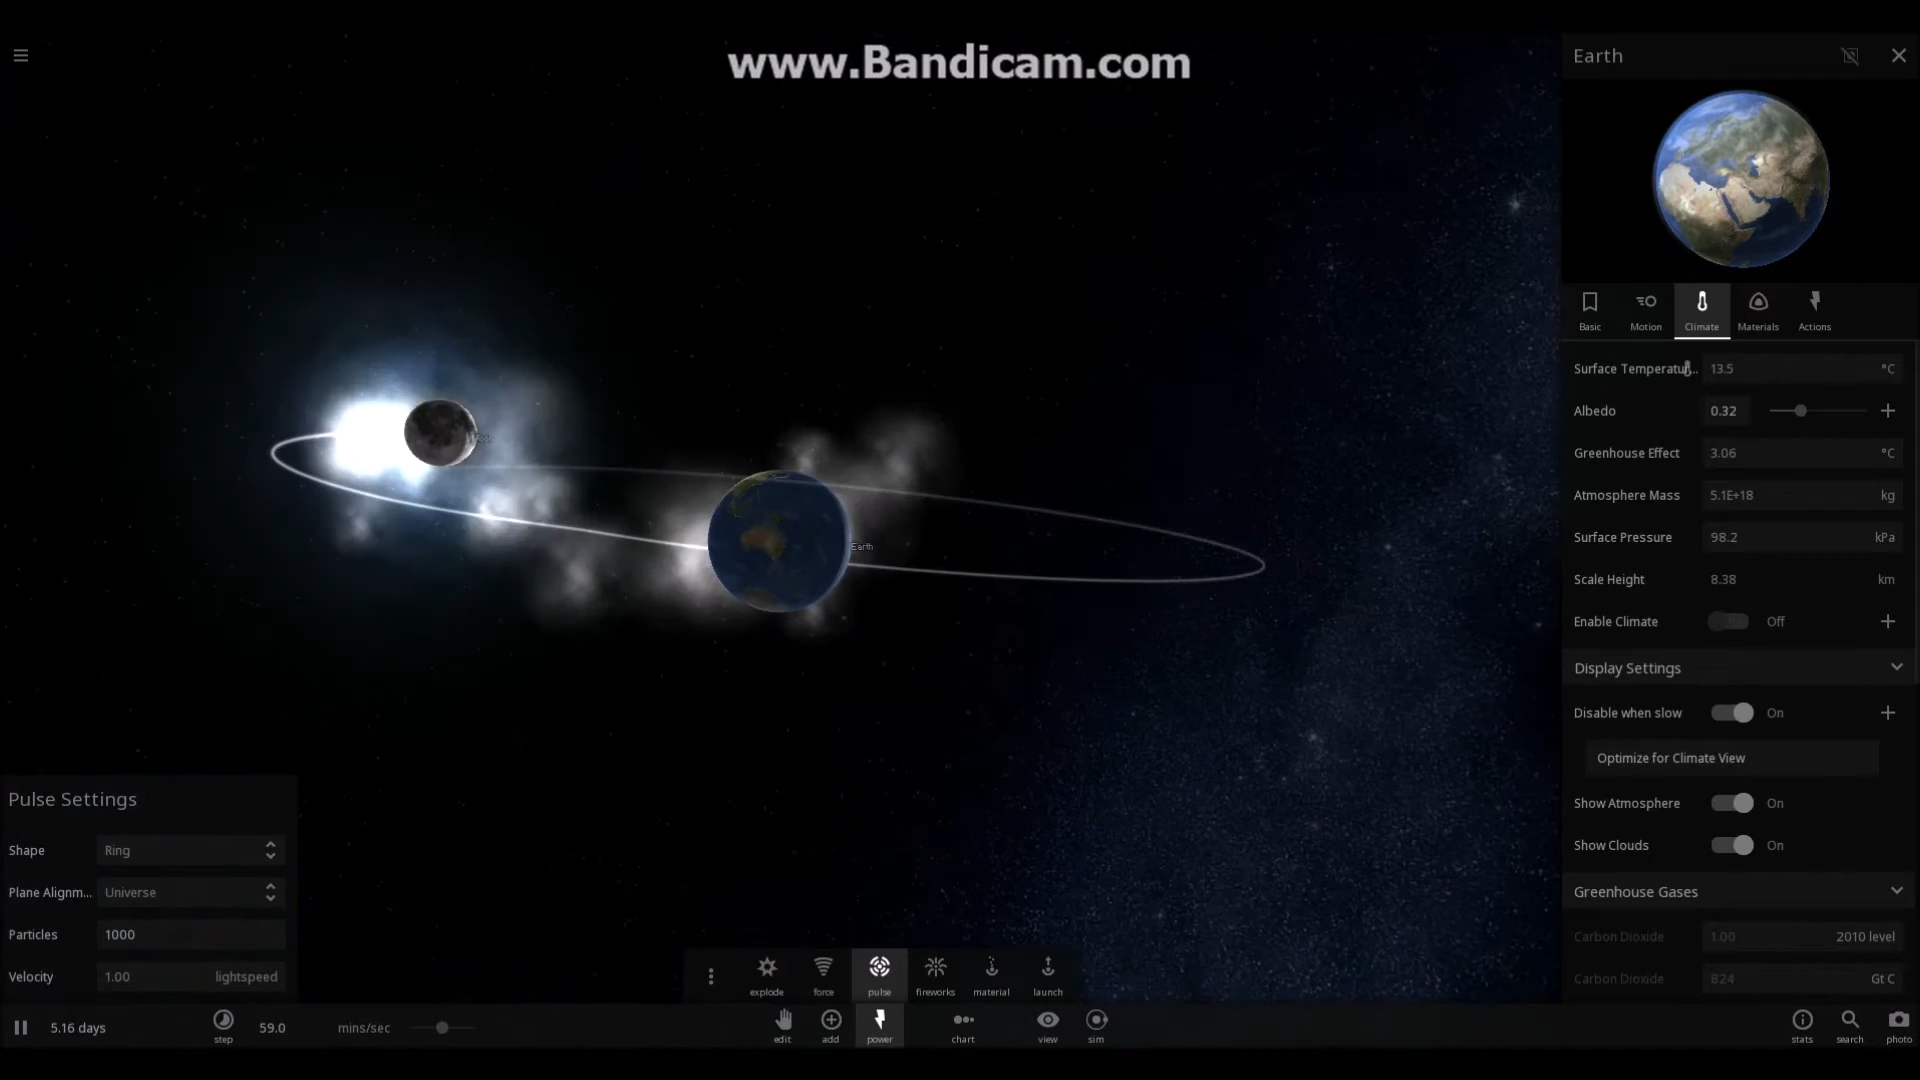 www.Bandicam.com
Earth
Basic
Motion
Climate
Materials
Actions
Surface Temperatur... 13.5 °C
Albedo 0.32
Greenhouse Effect 3.06 °C
Atmosphere Mass 5.1E+18 kg
Surface Pressure 98.2 kPa
Scale Height 8.38 km
Enable Climate Off
Display Settings
Disable when slow On
Optimize for Climate View
Show Atmosphere On
Show Clouds On
Greenhouse Gases
Carbon Dioxide 1.00 2010 level
Carbon Dioxide 824 Gt C
Moon
Earth
Pulse Settings
Shape Ring
Plane Alignm... Universe
Particles 1000
Velocity 1.00 lightspeed
explode
force
pulse
fireworks
material
launch
5.16 days
step
59.0
mins/sec
edit
add
power
chart
view
sim
stats
search
photo